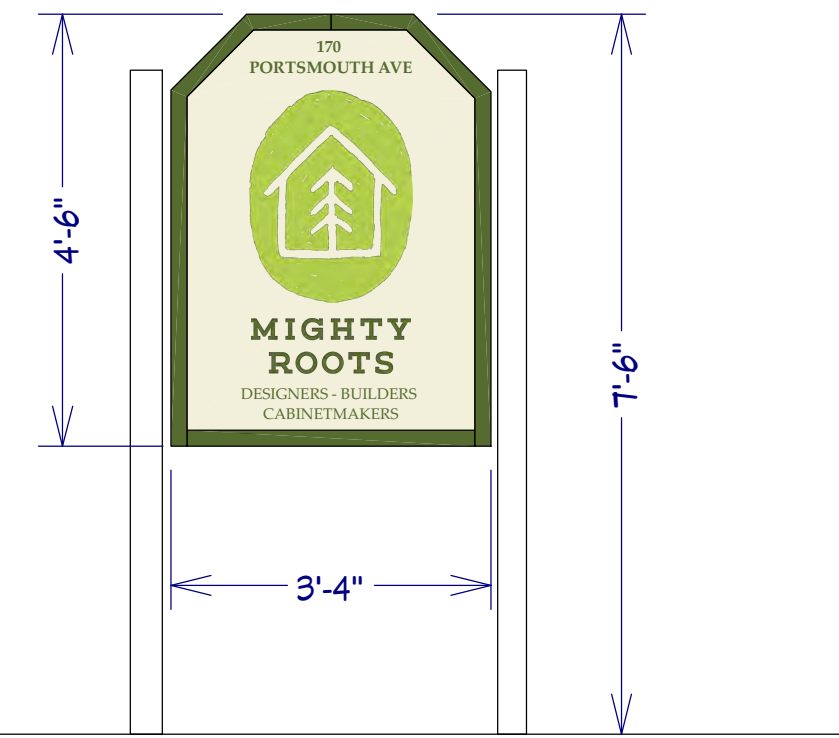 170
PORTSMOUTH AVE
MIGHTY
ROOTS
DESIGNERS - BUILDERS
CABINETMAKERS
4'-6"
7'-6"
3'-4"